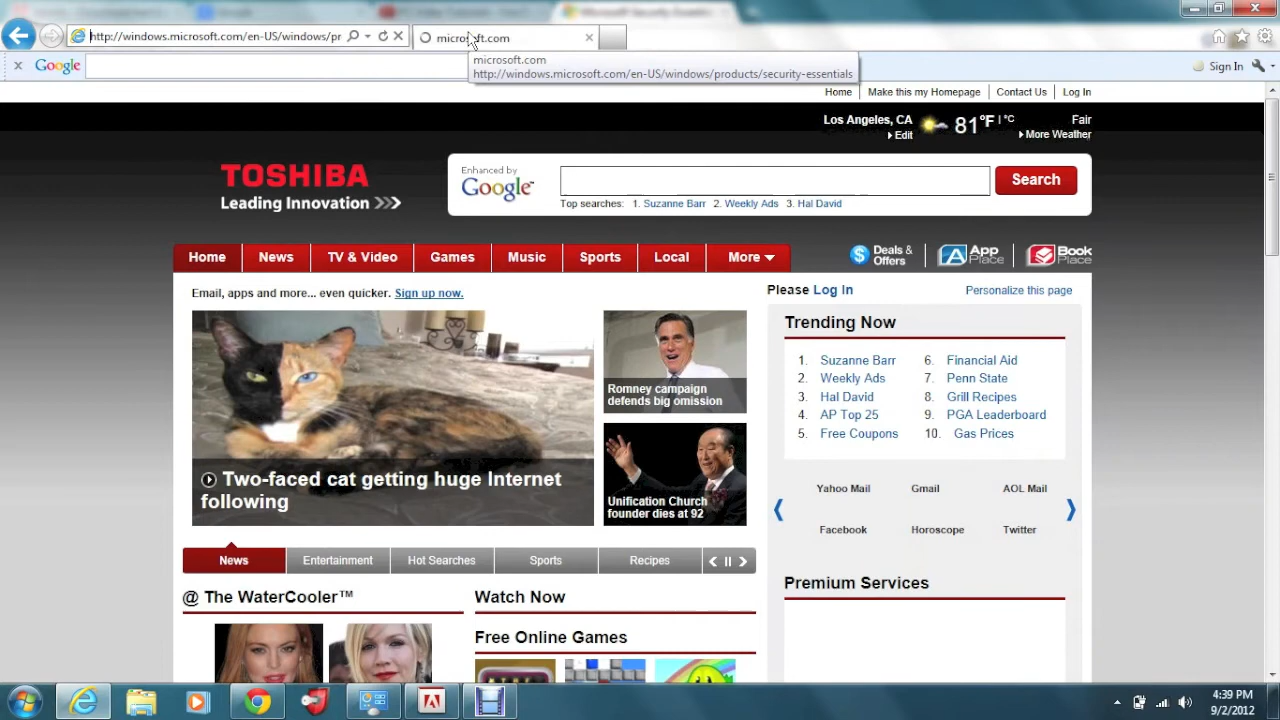 http://windows.microsoft.com/en-US/windows/pr
microsoft.com
microsoft.com
http://windows.microsoft.com/en-US/windows/products/security-essentials
Google
Sign In
Home
Make this my Homepage
Contact Us
Log In
Los Angeles, CA
Edit
81°F | °C
Fair
More Weather
TOSHIBA
Leading Innovation >>>
Enhanced by
Google™
Search
Top searches: 1. Suzanne Barr 2. Weekly Ads 3. Hal David
Home
News
TV & Video
Games
Music
Sports
Local
More
Deals & Offers
App Place
Book Place
Email, apps and more... even quicker. Sign up now.
Please Log In
Personalize this page
Two-faced cat getting huge Internet
following
Romney campaign
defends big omission
Unification Church
founder dies at 92
Trending Now
1. Suzanne Barr
2. Weekly Ads
3. Hal David
4. AP Top 25
5. Free Coupons
6. Financial Aid
7. Penn State
8. Grill Recipes
9. PGA Leaderboard
10. Gas Prices
Yahoo Mail
Gmail
AOL Mail
Facebook
Horoscope
Twitter
News
Entertainment
Hot Searches
Sports
Recipes
@ The WaterCooler™
Watch Now
Free Online Games
Premium Services
4:39 PM
9/2/2012